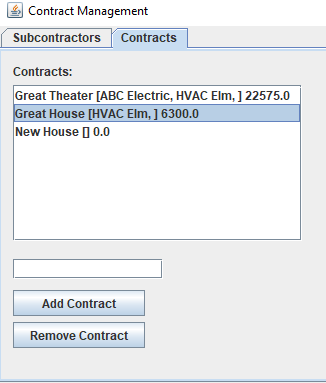 Contract Management
Subcontractors Contracts
Contracts:
Great Theater [ABC Electric, HVAC Elm, ] 22575.0
Great House [HVAC Elm, ] 6300.0
New House [] 0.0
Add Contract
Remove Contract